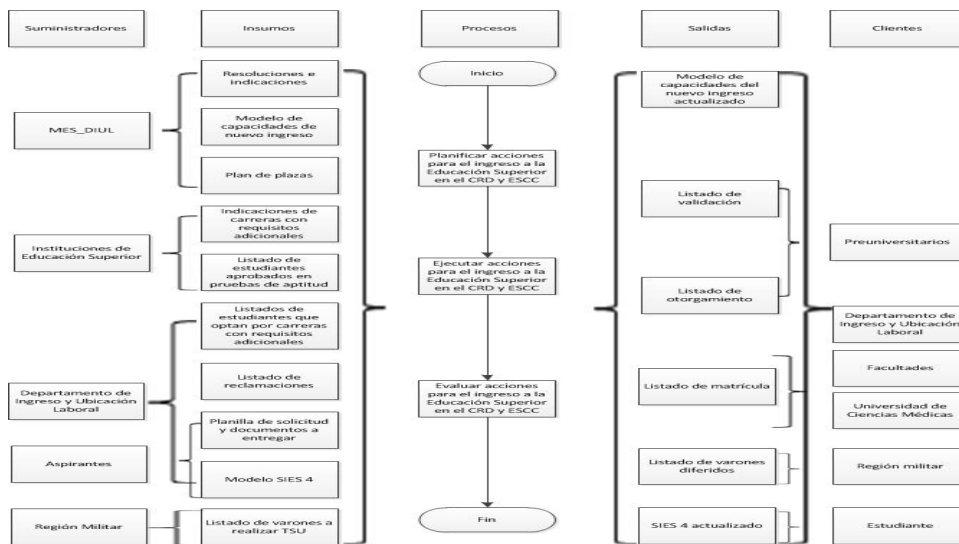 Suministradores
Insumos
Procesos
Salidas
Clientes
MES_DIUL
Instituciones de
Educación Superior
Departamento de
Ingreso y Ubicación
Laboral
Aspirantes
Región Militar
Resoluciones e
indicaciones
Modelo de
capacidades de
nuevo ingreso
Plan de plazas
Indicaciones de
carreras con
requisitos
adicionales
Listado de
estudiantes
aprobados en
pruebas de aptitud
Listados de
estudiantes que
optan por carreras
con requisitos
adicionales
Listado de
reclamaciones
Planilla de solicitud
y documentos a
entregar
Modelo SIES 4
Listado de varones a
realizar TSU
Inicio
Planificar acciones
para el ingreso a la
Educación Superior
en el CRD y ESCC
Ejecutar acciones
para el ingreso a la
Educación Superior
en el CRD y ESCC
Evaluar acciones
para el ingreso a la
Educación Superior
en el CRD y ESCC
Fin
Modelo de
capacidades del
nuevo ingreso
actualizado
Listado de
validación
Listado de
otorgamiento
Listado de matrícula
Listado de varones
diferidos
SIES 4 actualizado
Preuniversitarios
Departamento de
Ingreso y Ubicación
Laboral
Facultades
Universidad de
Ciencias Médicas
Región militar
Estudiante